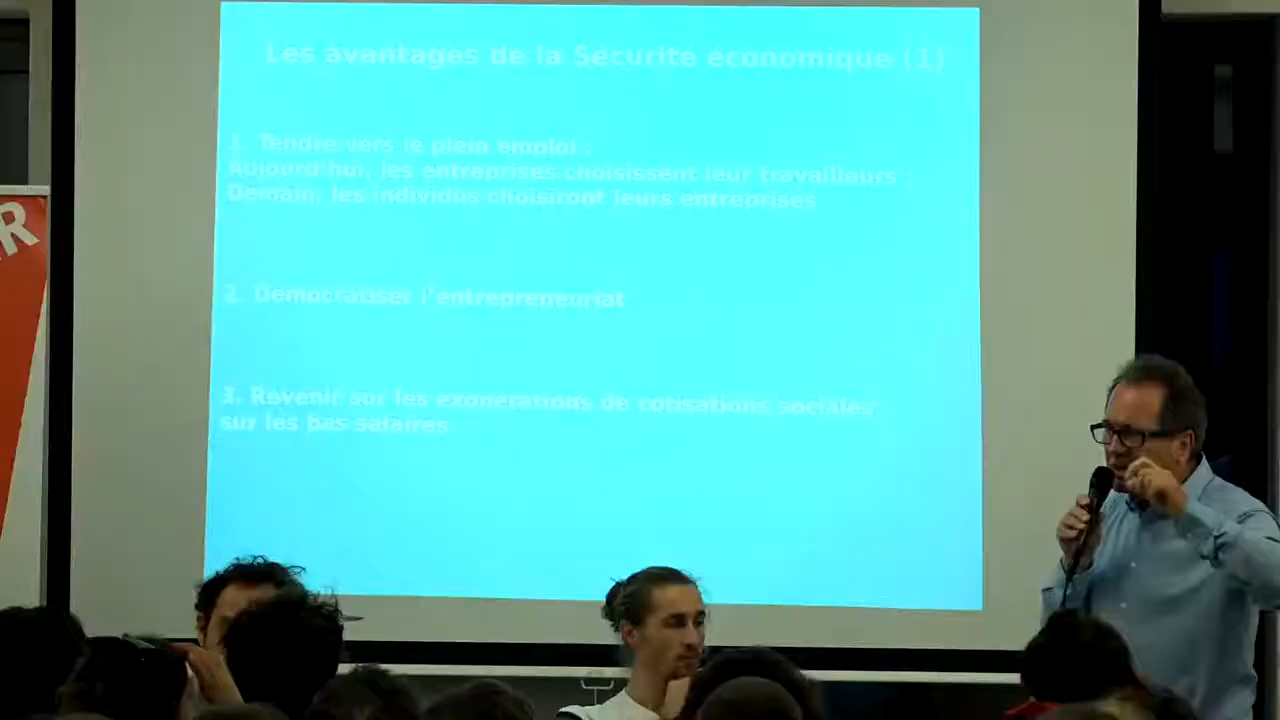 Les avantages de la Sécurité économique (1)
1. Tendre vers le plein emploi :
Aujourd'hui, les entreprises choisissent leur travailleurs ;
Demain, les individus choisiront leurs entreprises
2. Démocratiser l'entrepreneuriat
3. Revenir sur les exonérations de cotisations sociales
sur les bas salaires
R